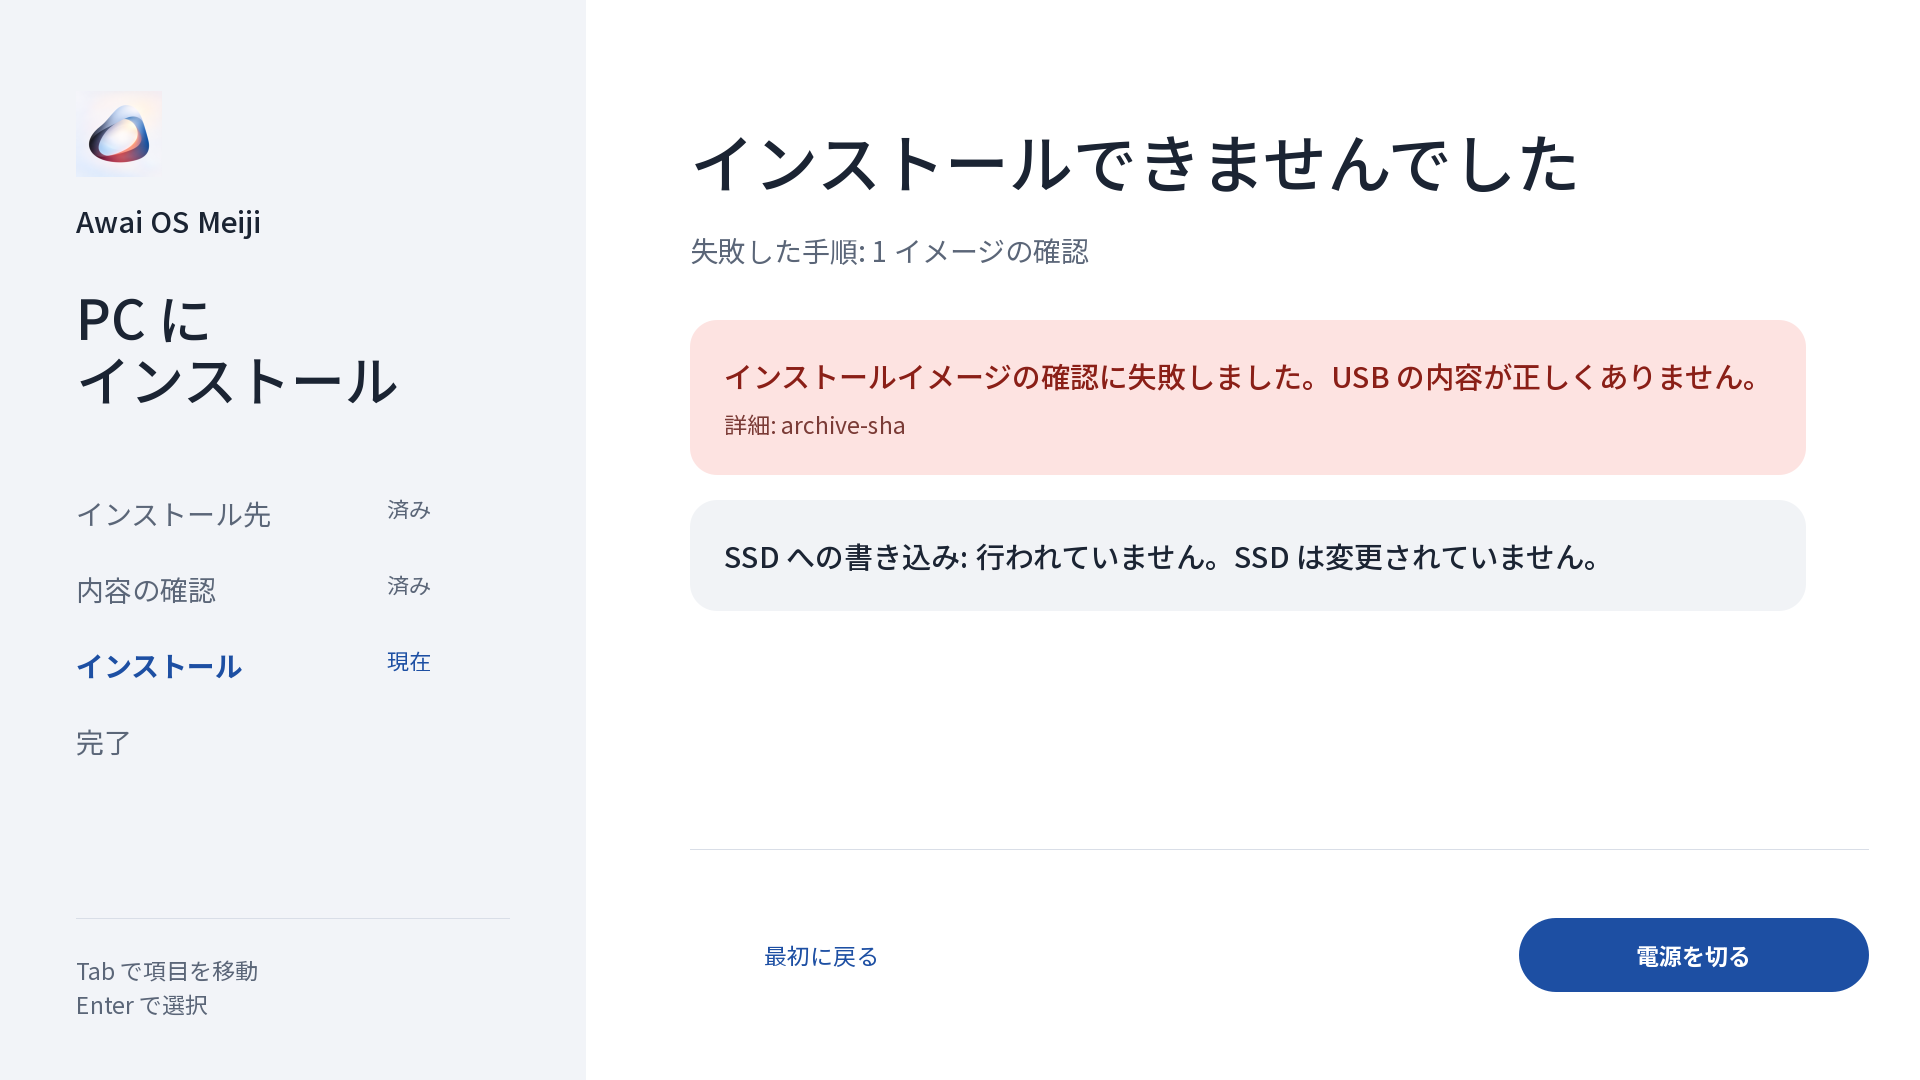 Awai OS Meiji
PC に
インストール
インストール先 済み
内容の確認 済み
インストール 現在
完了
Tab で項目を移動
Enter で選択
インストールできませんでした
失敗した手順: 1 イメージの確認
インストールイメージの確認に失敗しました。USB の内容が正しくありません。
詳細: archive-sha
SSD への書き込み: 行われていません。SSD は変更されていません。
最初に戻る
電源を切る